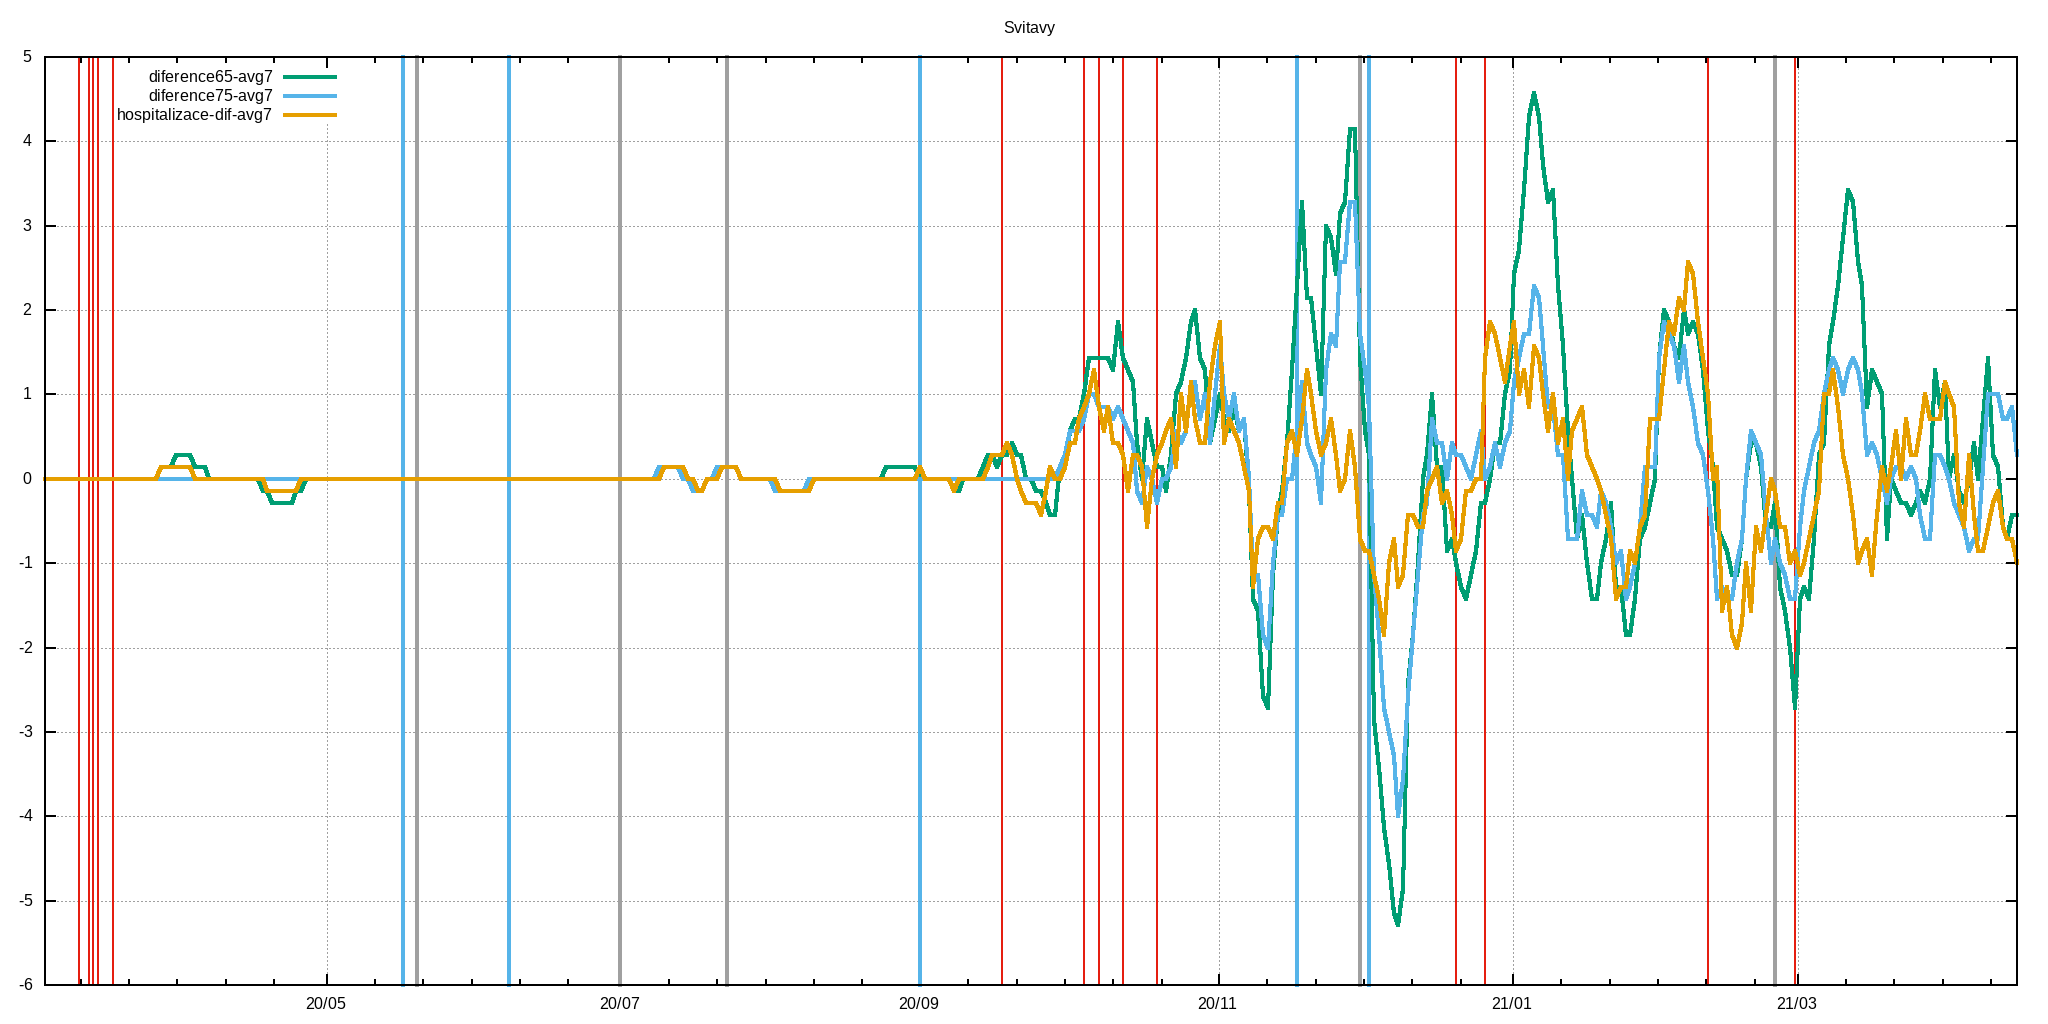 Svitavy
diference65-avg7
diference75-avg7
hospitalizace-dif-avg7
5
4
3
2
1
0
-1
-2
-3
-4
-5
-6
20/05 20/07 20/09 20/11 21/01 21/03